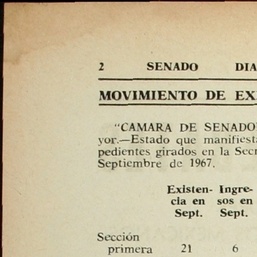 2 SENADO DIA
MOVIMIENTO DE EX
"CAMARA DE SENADO
yor.—Estado que manifiest
pedientes girados en la Secr
Septiembre de 1967.
Existen- Ingre-
cia en sos en
Sept. Sept.
Sección
primera 21 6